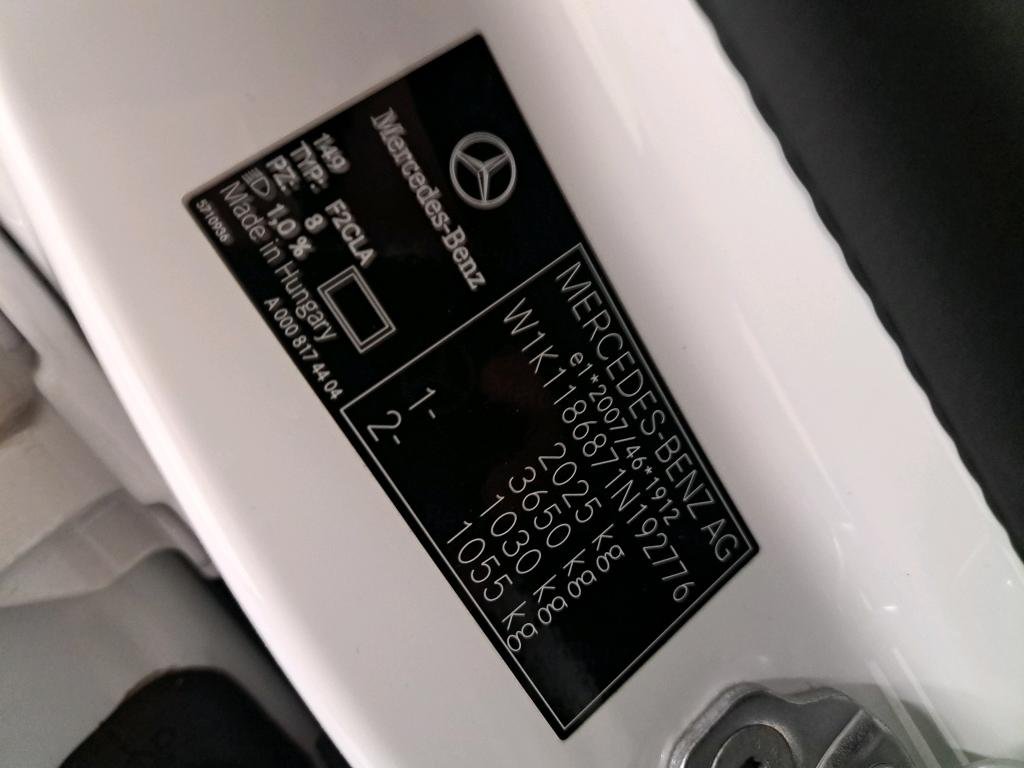 Mercedes-Benz
MERCEDES-BENZ AG
e1*2007/46*1912
W1K1186871N192776
2025 kg
3650 kg
1- 1030 kg
2- 1055 kg
149
TYP: F2CLA
PZ: 8
1,0 %
Made in Hungary
A 000 817 44 04